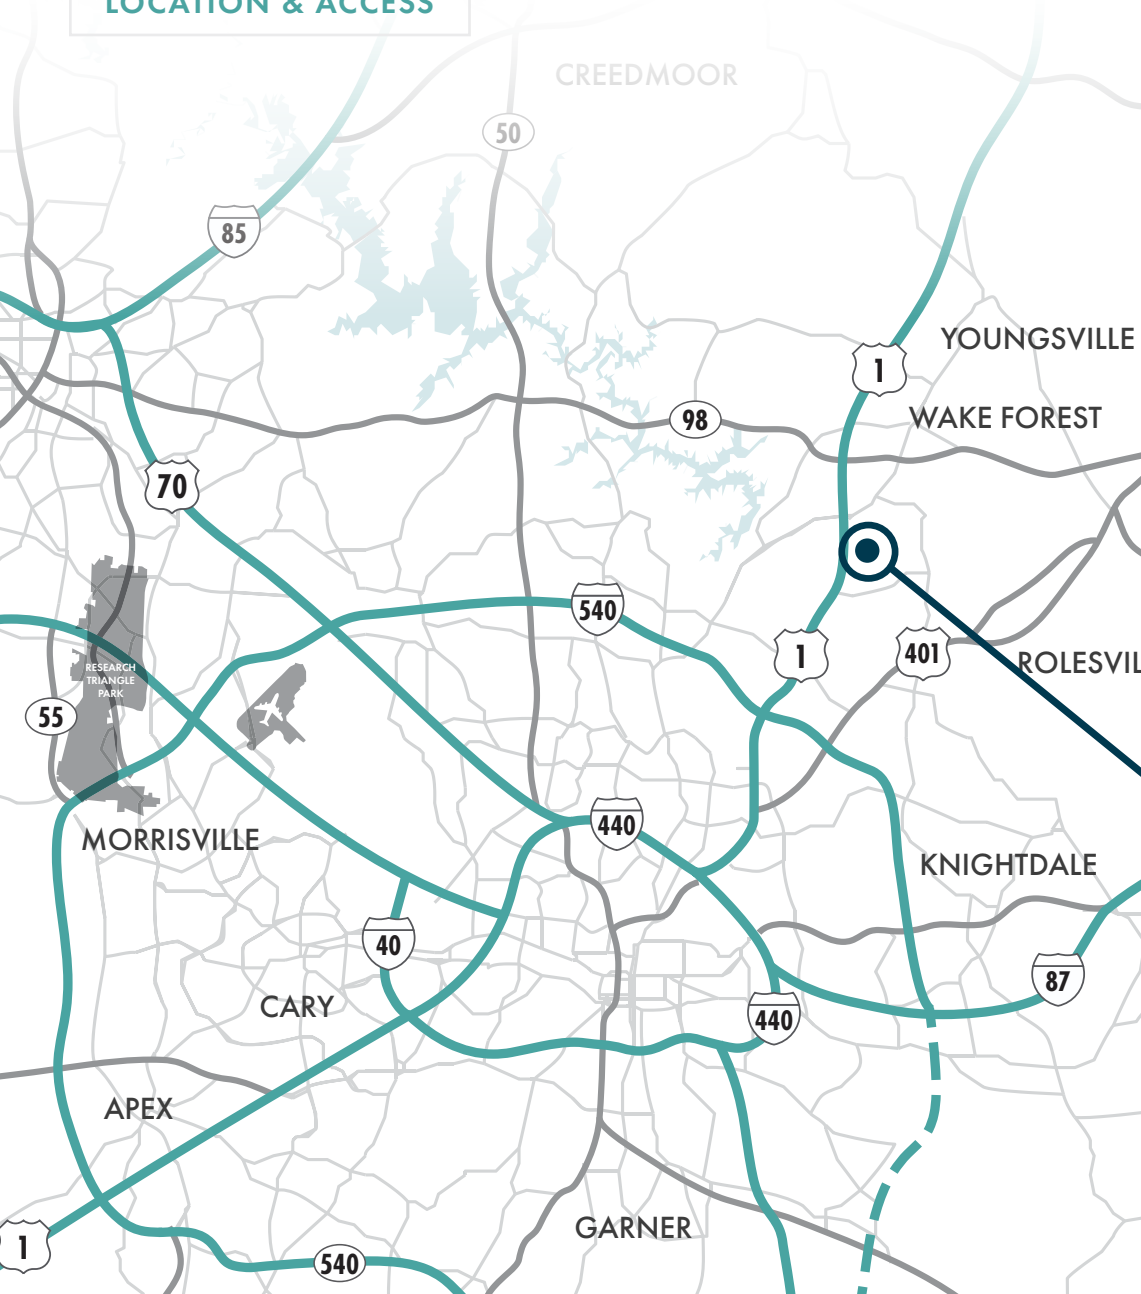 LOCATION & ACCESS
CREEDMOOR
50
85
YOUNGSVILLE
1
WAKE FOREST
98
70
540
1
401
ROLESVIL
RESEARCH
TRIANGLE
PARK
55
440
MORRISVILLE
KNIGHTDALE
40
87
CARY
440
APEX
GARNER
1
540